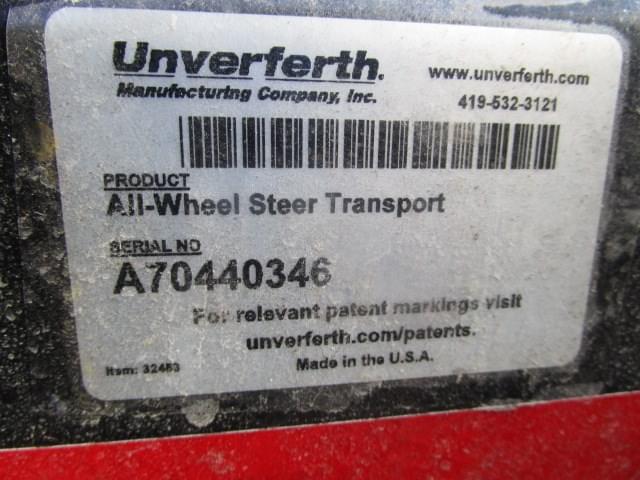 Unverferth.
www.unverferth.com
Manufacturing Company, Inc.
419-532-3121
PRODUCT
All-Wheel Steer Transport
SERIAL NO
A70440346
For relevant patent markings visit
unverferth.com/patents.
Made in the U.S.A.
Item: 32483